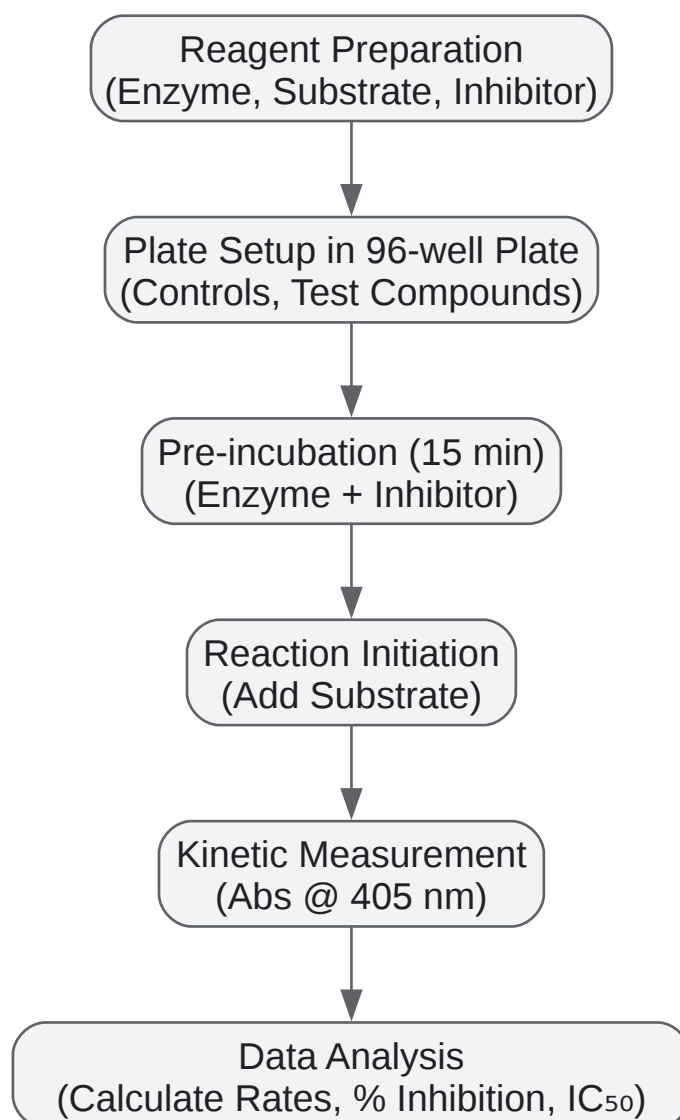 Reagent Preparation
(Enzyme, Substrate, Inhibitor)
Plate Setup in 96-well Plate
(Controls, Test Compounds)
Pre-incubation (15 min)
(Enzyme + Inhibitor)
Reaction Initiation
(Add Substrate)
Kinetic Measurement
(Abs @ 405 nm)
Data Analysis
(Calculate Rates, % Inhibition, IC₅₀)